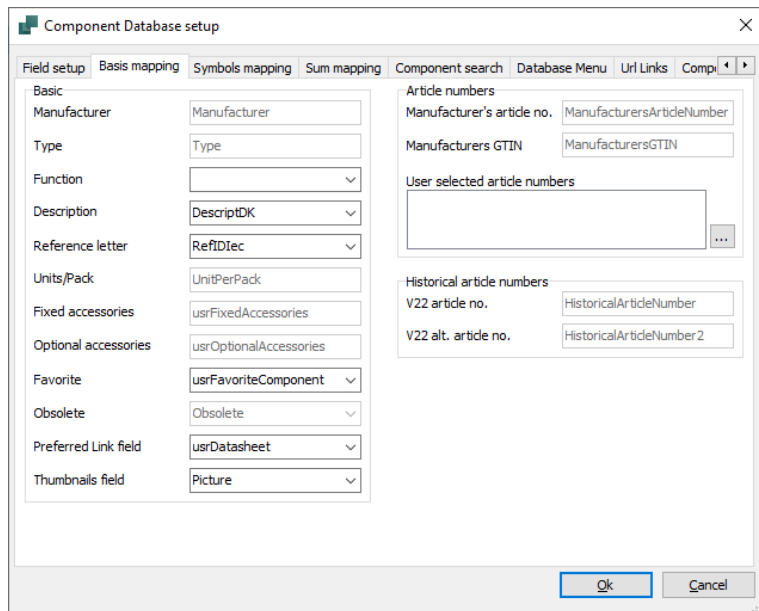 Component Database setup
Field setup Basis mapping Symbols mapping Sum mapping Component search Database Menu Url Links
Basic
Manufacturer Manufacturer
Type Type
Function
Description DescriptDK
Reference letter RefIDIec
Units/Pack UnitPerPack
Fixed accessories usrFixedAccessories
Optional accessories usrOptionalAccessories
Favorite usrFavoriteComponent
Obsolete Obsolete
Preferred Link field usrDatasheet
Thumbnails field Picture
Article numbers
Manufacturer's article no. ManufacturersArticleNumber
Manufacturers GTIN ManufacturersGTIN
User selected article numbers
...
Historical article numbers
V22 article no. HistoricalArticleNumber
V22 alt. article no. HistoricalArticleNumber2
Ok Cancel